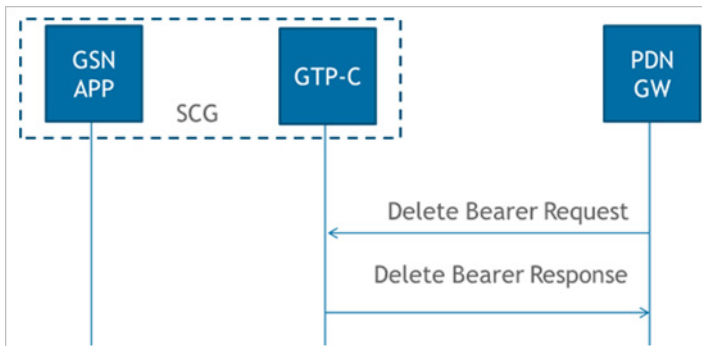 GSN
APP
GTP-C
PDN
GW
SCG
Delete Bearer Request
Delete Bearer Response